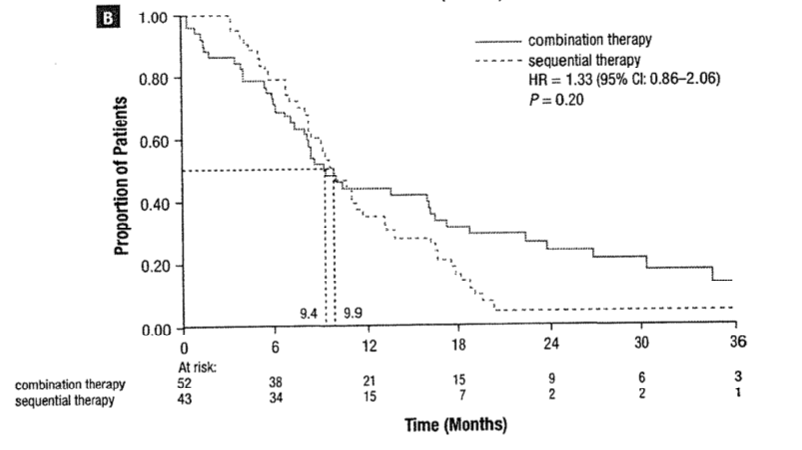 B
1.00
0.80
0.60
0.40
0.20
0.00
Proportion of Patients
combination therapy
sequential therapy
HR = 1.33 (95% CI: 0.86–2.06)
P = 0.20
9.4 9.9
0 6 12 18 24 30 36
At risk:
combination therapy 52 38 21 15 9 6 3
sequential therapy 43 34 15 7 2 2 1
Time (Months)